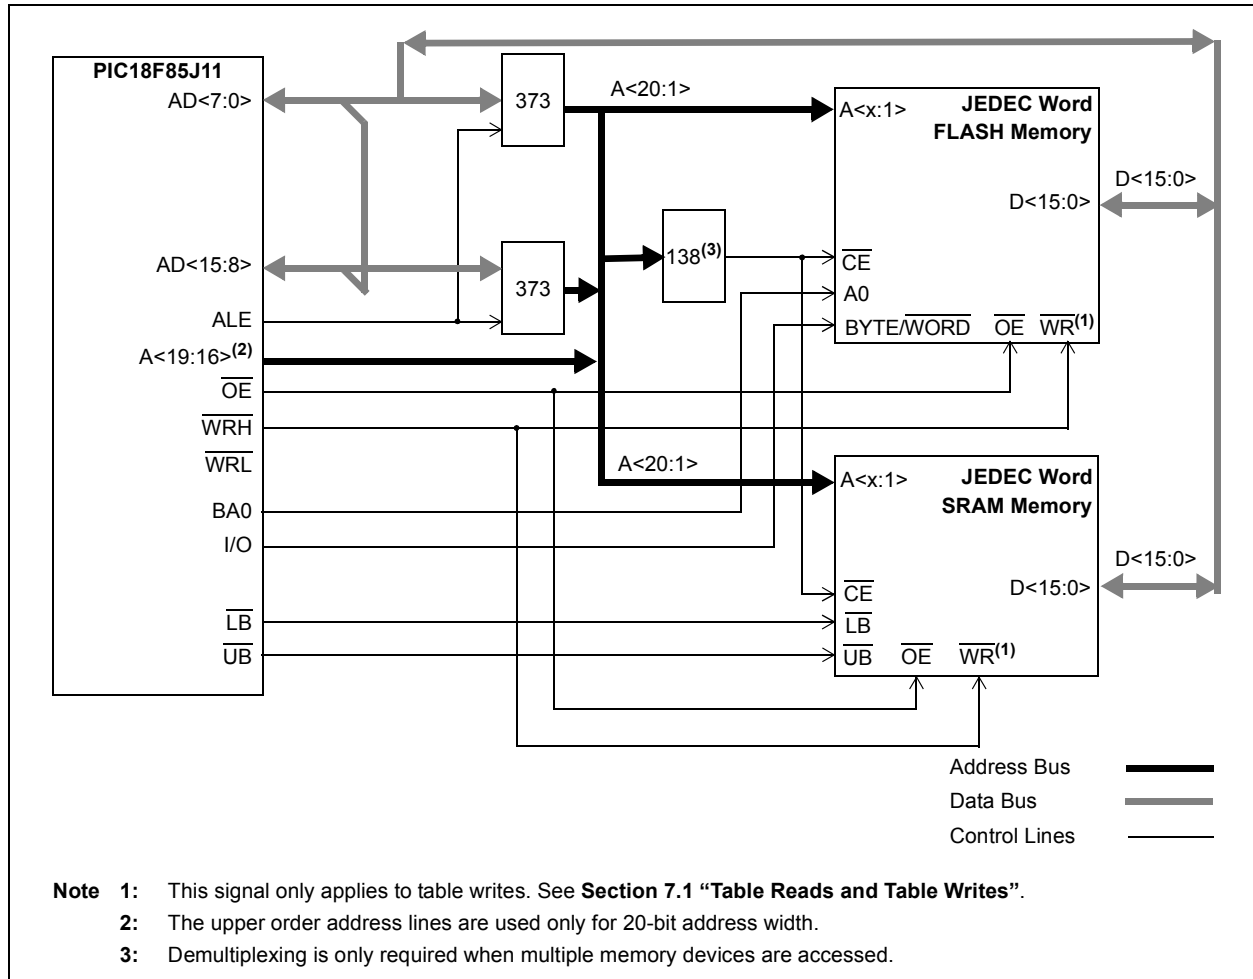 PIC18F85J11
AD<7:0>
AD<15:8>
ALE
A<19:16>(2)
OE
WRH
WRL
BA0
I/O
LB
UB
373
373
A<20:1>
138(3)
A<20:1>
A<x:1>
JEDEC Word
FLASH Memory
D<15:0>
CE
A0
BYTE/WORD
OE
WR(1)
D<15:0>
A<x:1>
JEDEC Word
SRAM Memory
D<15:0>
CE
LB
UB
OE
WR(1)
D<15:0>
Address Bus
Data Bus
Control Lines
Note 1: This signal only applies to table writes. See Section 7.1 “Table Reads and Table Writes”.
2: The upper order address lines are used only for 20-bit address width.
3: Demultiplexing is only required when multiple memory devices are accessed.